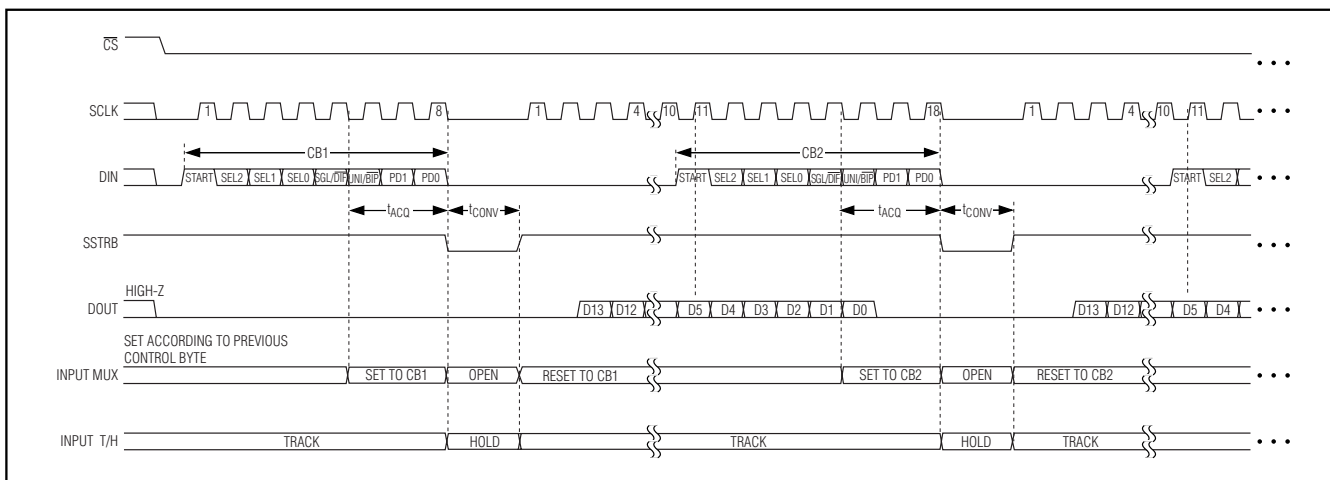 CS
SCLK 1 8 1 4 10 11 18 1 4 10 11
CB1 CB2
DIN START SEL2 SEL1 SEL0 SGL/DIF UNI/BIP PD1 PD0 START SEL2 SEL1 SEL0 SGL/DIF UNI/BIP PD1 PD0 START SEL2
tACQ tCONV tACQ tCONV
SSTRB
HIGH-Z
DOUT D13 D12 D5 D4 D3 D2 D1 D0 D13 D12 D5 D4
SET ACCORDING TO PREVIOUS
CONTROL BYTE
INPUT MUX SET TO CB1 OPEN RESET TO CB1 SET TO CB2 OPEN RESET TO CB2
INPUT T/H TRACK HOLD TRACK HOLD TRACK